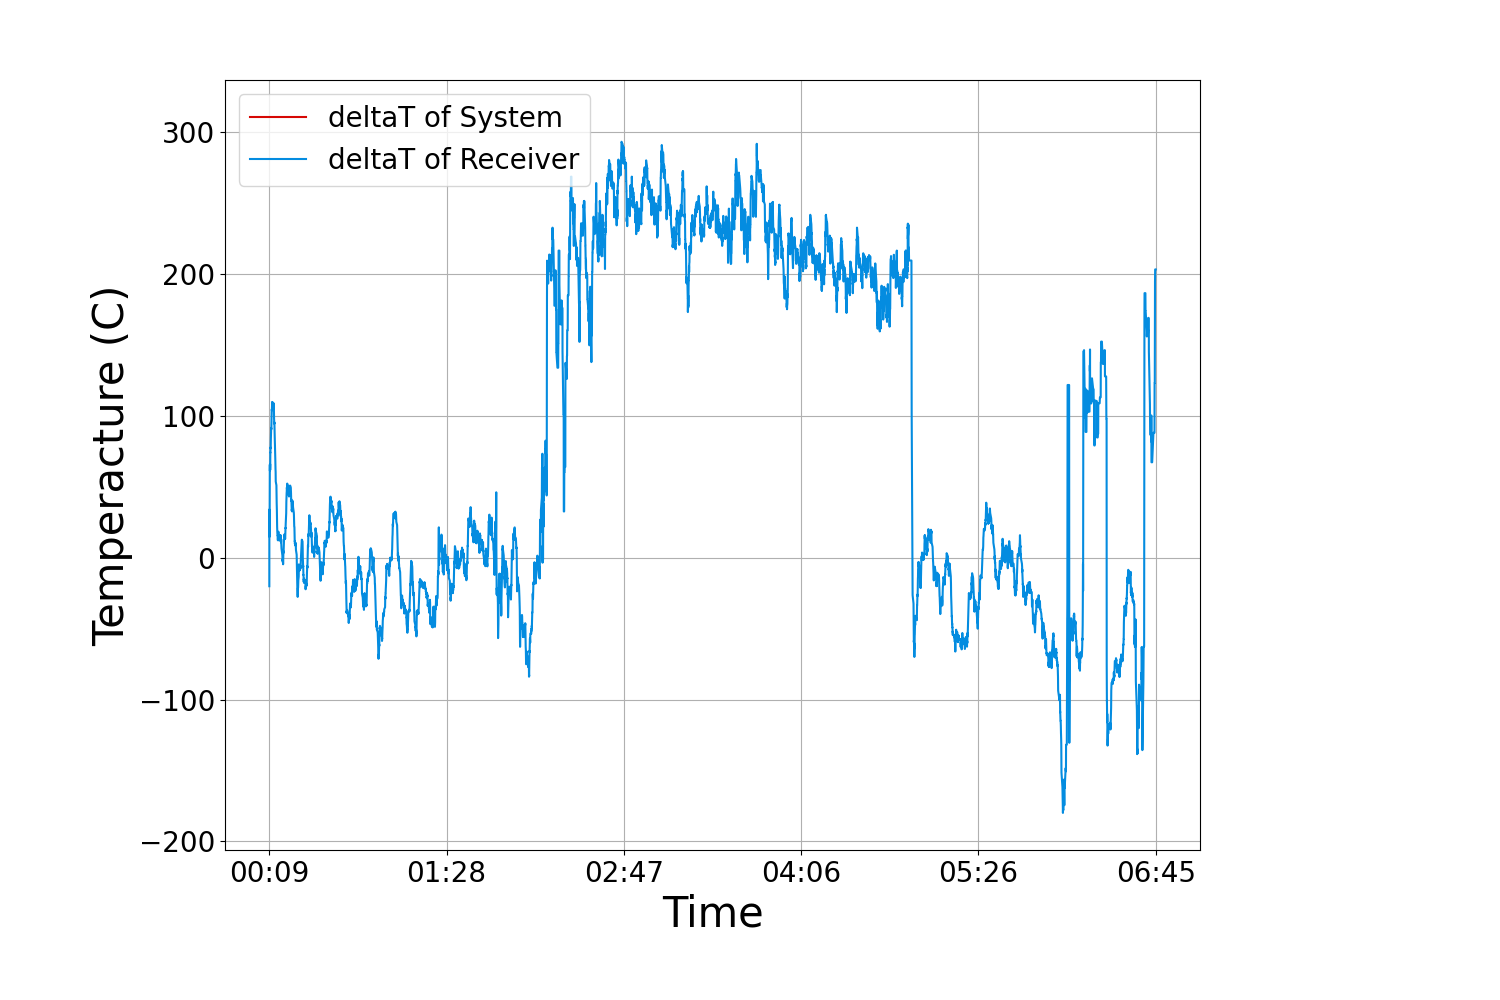 deltaT of System
deltaT of Receiver
300
200
100
0
−100
−200
Temperacture (C)
00:09 01:28 02:47 04:06 05:26 06:45
Time